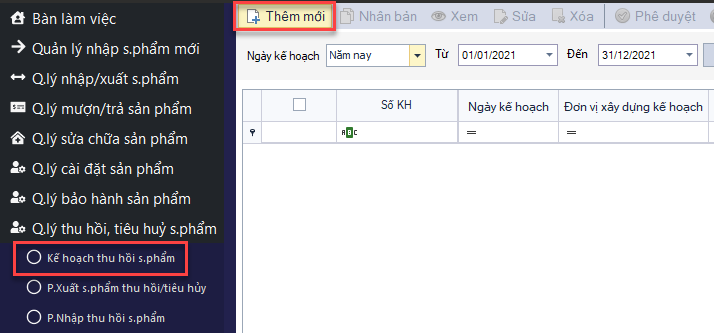 Bàn làm việc
Quản lý nhập s.phẩm mới
Q.lý nhập/xuất s.phẩm
Q.lý mượn/trả sản phẩm
Q.lý sửa chữa sản phẩm
Q.lý cài đặt sản phẩm
Q.lý bảo hành sản phẩm
Q.lý thu hồi, tiêu huỷ s.phẩm
Kế hoạch thu hồi s.phẩm
P.Xuất s.phẩm thu hồi/tiêu hủy
P.Nhập thu hồi s.phẩm
Thêm mới Nhân bản Xem Sửa Xóa Phê duyệt
Ngày kế hoạch Năm nay Từ 01/01/2021 Đến 31/12/2021
Số KH Ngày kế hoạch Đơn vị xây dựng kế hoạch
ABC = =